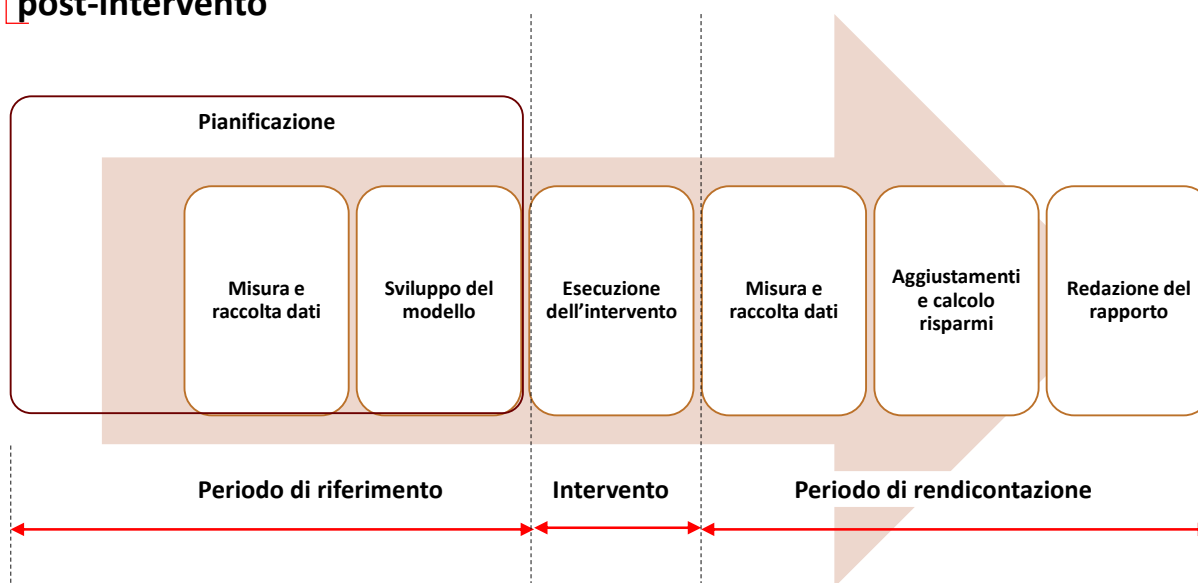 post-intervento
Pianificazione
Misura e
raccolta dati
Sviluppo del
modello
Esecuzione
dell’intervento
Misura e
raccolta dati
Aggiustamenti
e calcolo
risparmi
Redazione del
rapporto
Periodo di riferimento
Intervento
Periodo di rendicontazione